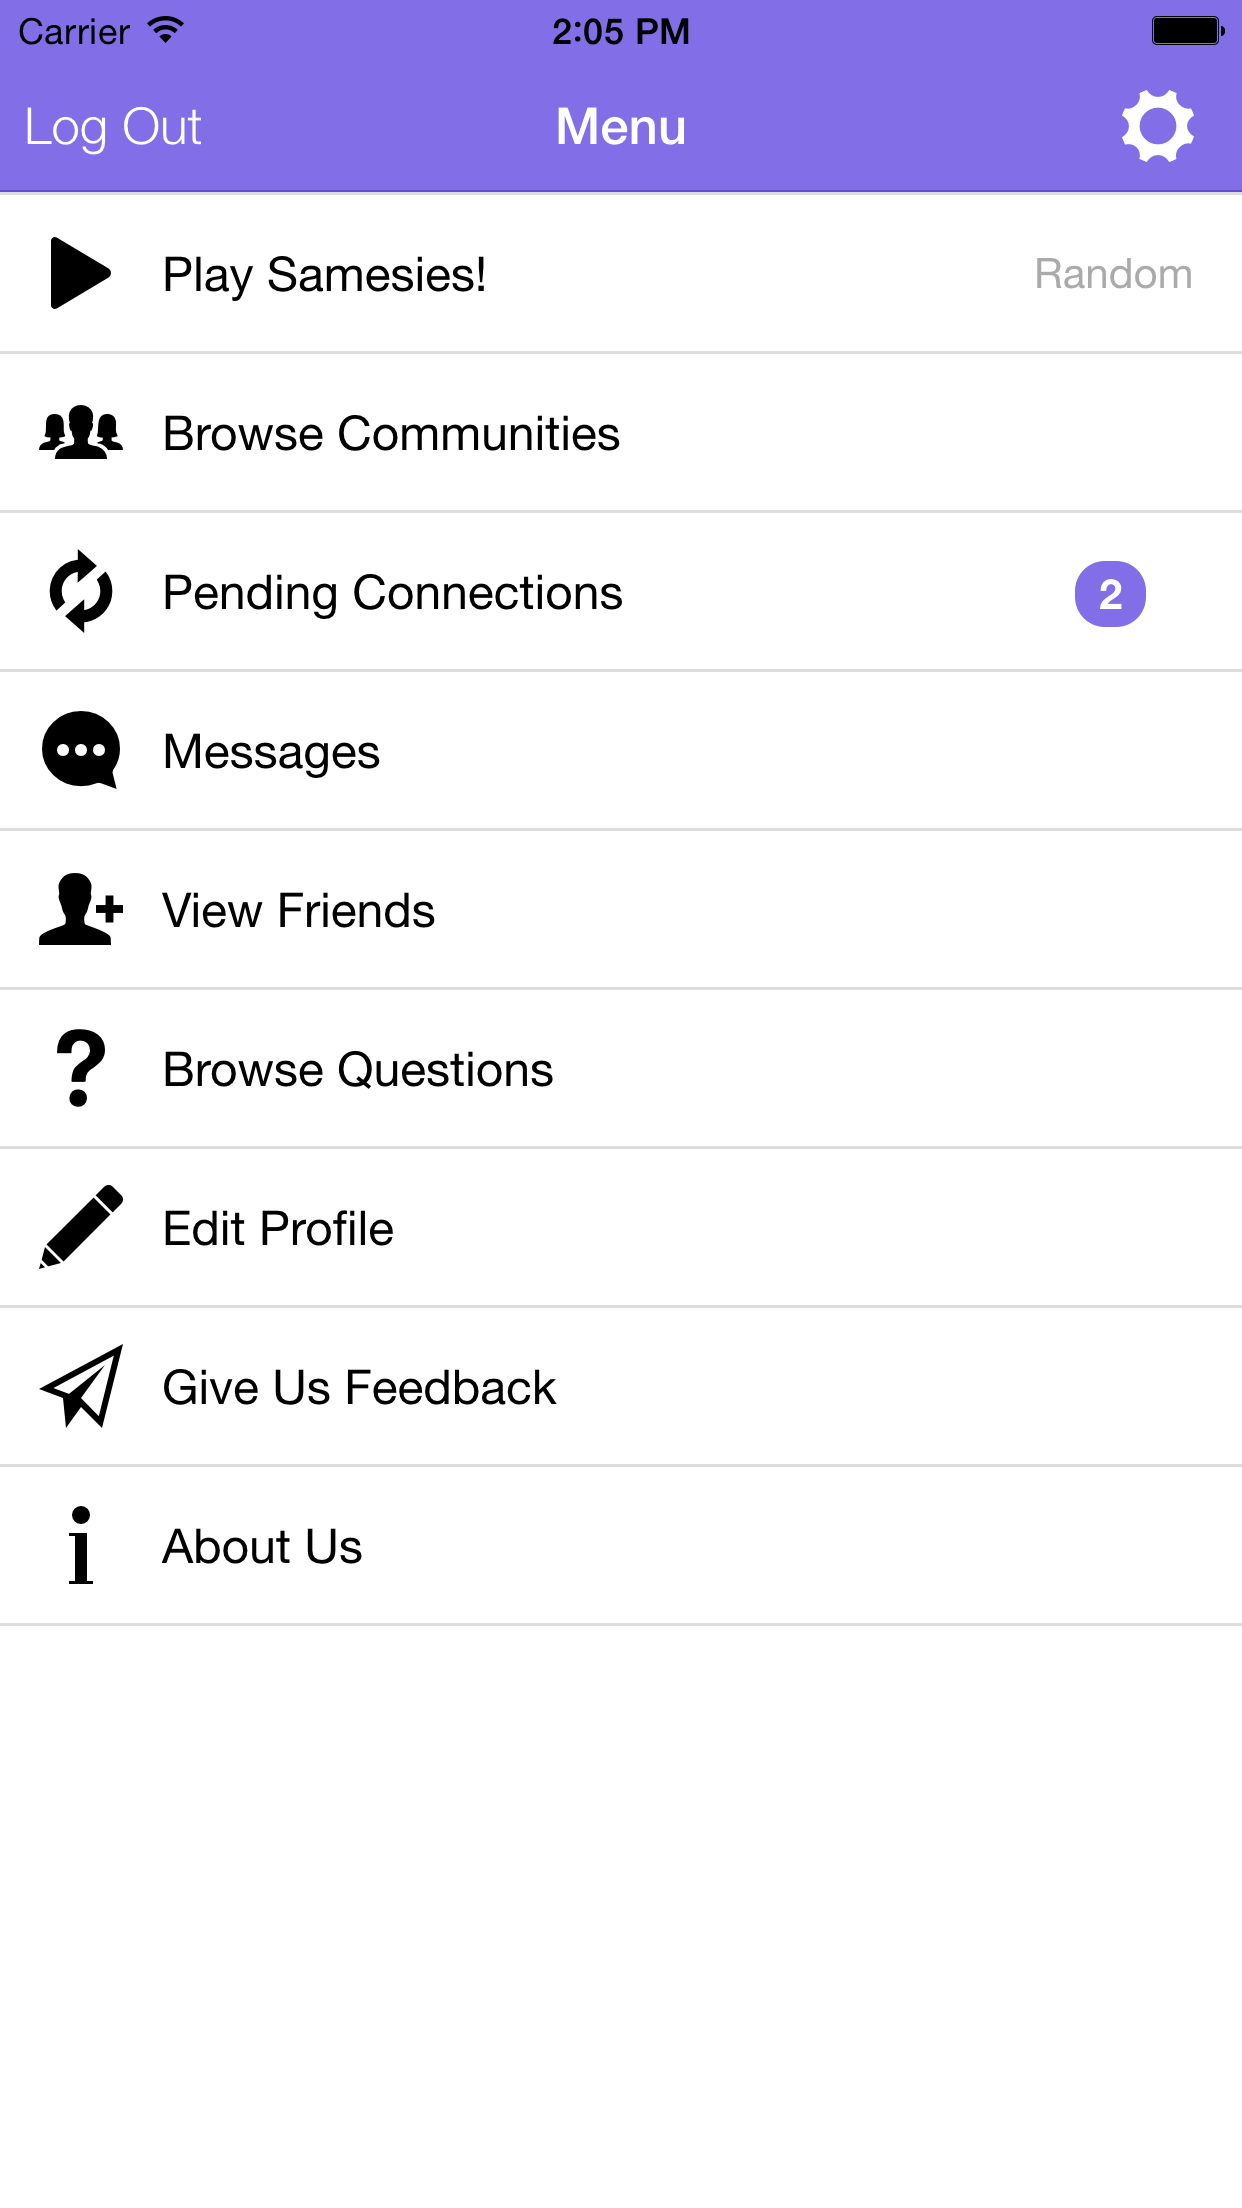 Carrier 2:05 PM
Log Out Menu
Play Samesies! Random
Browse Communities
Pending Connections 2
Messages
View Friends
Browse Questions
Edit Profile
Give Us Feedback
About Us